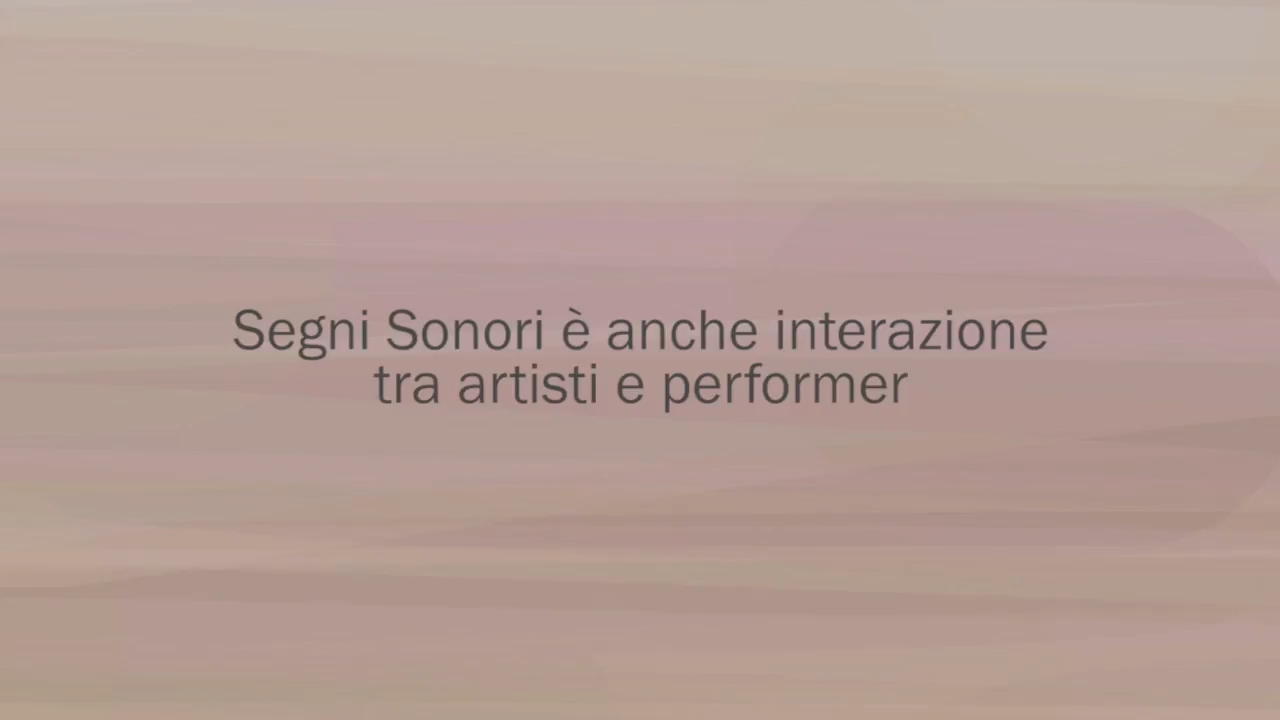 Segni Sonori è anche interazione
tra artisti e performer